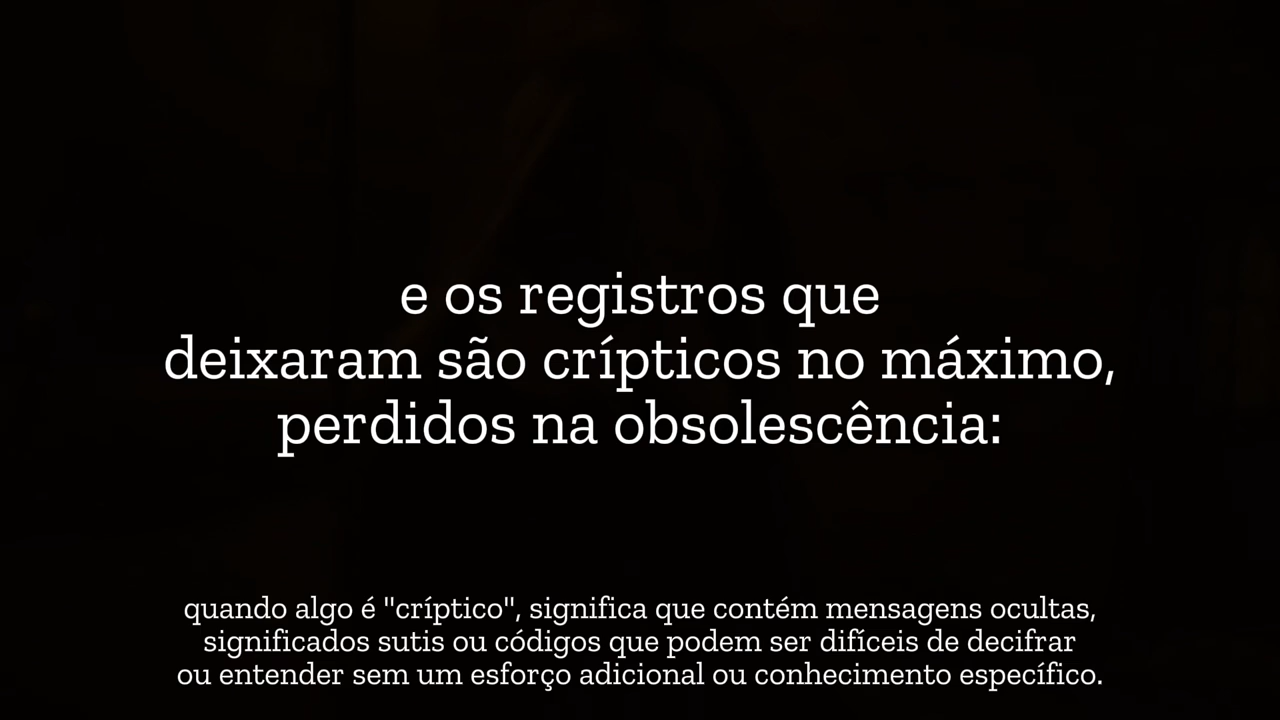 e os registros que
deixaram são crípticos no máximo,
perdidos na obsolescência:
quando algo é "críptico", significa que contém mensagens ocultas,
significados sutis ou códigos que podem ser difíceis de decifrar
ou entender sem um esforço adicional ou conhecimento específico.